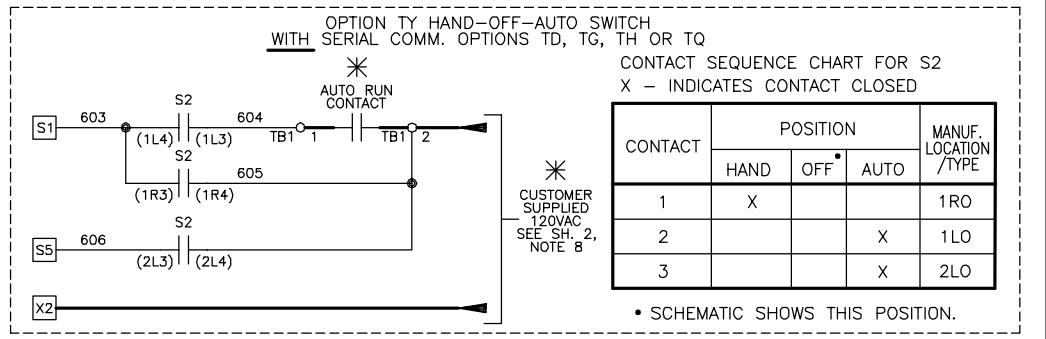 OPTION TY HAND-OFF-AUTO SWITCH
WITH SERIAL COMM. OPTIONS TD, TG, TH OR TQ
AUTO RUN
CONTACT
S1
603
S2
(1L4) (1L3)
604
TB1 1
TB1 2
S2
(1R3) (1R4)
605
S5
606
S2
(2L3) (2L4)
X2
CUSTOMER
SUPPLIED
120VAC
SEE SH. 2,
NOTE 8
CONTACT SEQUENCE CHART FOR S2
X - INDICATES CONTACT CLOSED
CONTACT POSITION MANUF. LOCATION /TYPE
HAND OFF• AUTO
1 X 1RO
2 X 1LO
3 X 2LO
• SCHEMATIC SHOWS THIS POSITION.